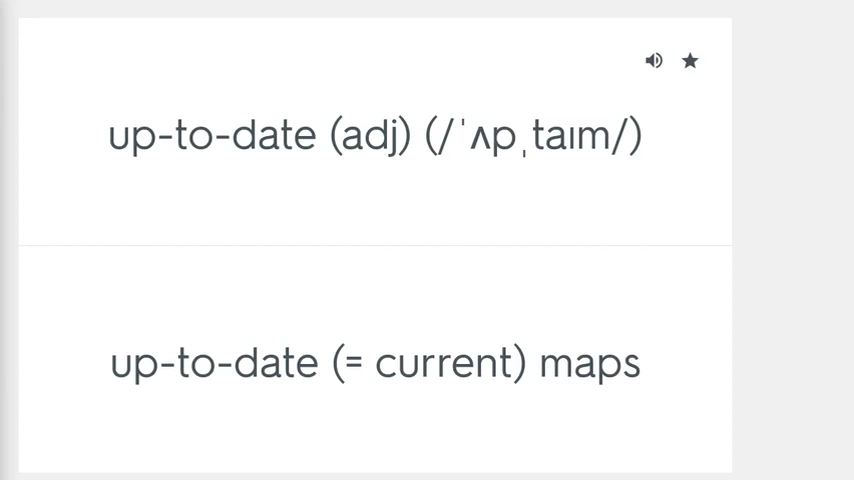 up-to-date (adj) (/ˈʌpˌtaɪm/)
up-to-date (= current) maps